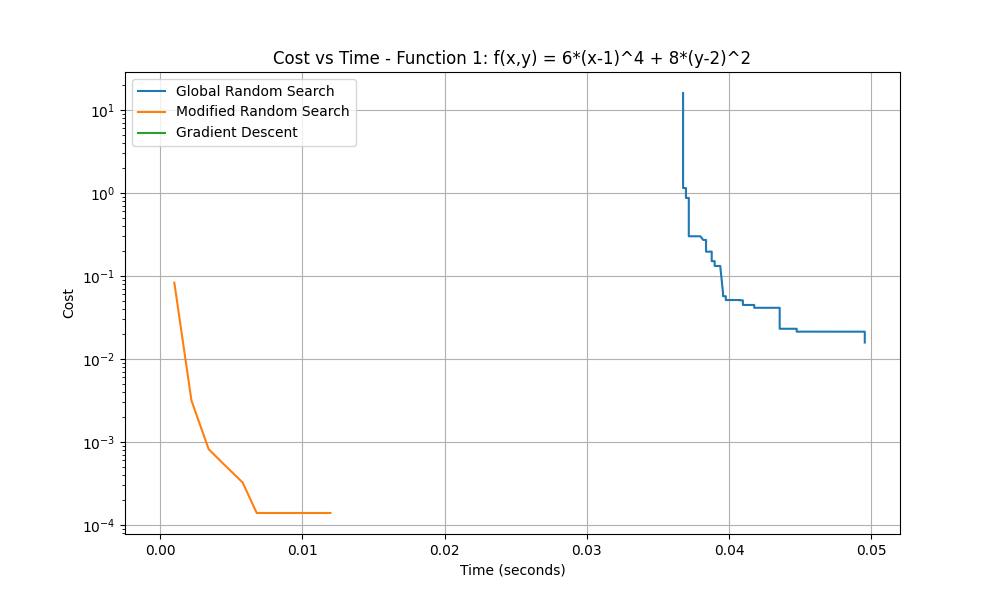 Cost vs Time - Function 1: f(x,y) = 6*(x-1)^4 + 8*(y-2)^2
Global Random Search
Modified Random Search
Gradient Descent
10¹
10⁰
10⁻¹
10⁻²
10⁻³
10⁻⁴
Cost
0.00 0.01 0.02 0.03 0.04 0.05
Time (seconds)